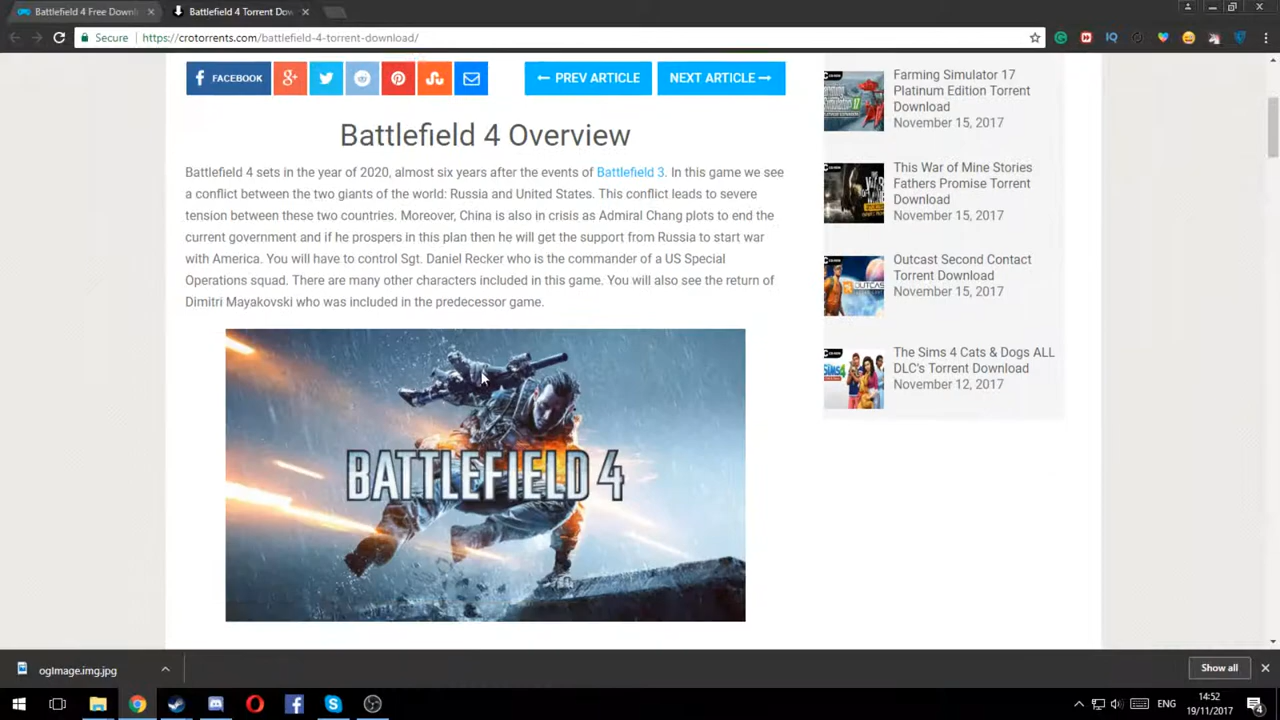 Battlefield 4 Free Downl
Battlefield 4 Torrent Dow
Secure https://crotorrents.com/battlefield-4-torrent-download/
FACEBOOK
← PREV ARTICLE
NEXT ARTICLE →
Battlefield 4 Overview
Battlefield 4 sets in the year of 2020, almost six years after the events of Battlefield 3. In this game we see
a conflict between the two giants of the world: Russia and United States. This conflict leads to severe
tension between these two countries. Moreover, China is also in crisis as Admiral Chang plots to end the
current government and if he prospers in this plan then he will get the support from Russia to start war
with America. You will have to control Sgt. Daniel Recker who is the commander of a US Special
Operations squad. There are many other characters included in this game. You will also see the return of
Dimitri Mayakovski who was included in the predecessor game.
BATTLEFIELD 4
Farming Simulator 17
Platinum Edition Torrent
Download
November 15, 2017
This War of Mine Stories
Fathers Promise Torrent
Download
November 15, 2017
Outcast Second Contact
Torrent Download
November 15, 2017
The Sims 4 Cats & Dogs ALL
DLC's Torrent Download
November 12, 2017
ogImage.img.jpg
Show all
ENG
14:52
19/11/2017